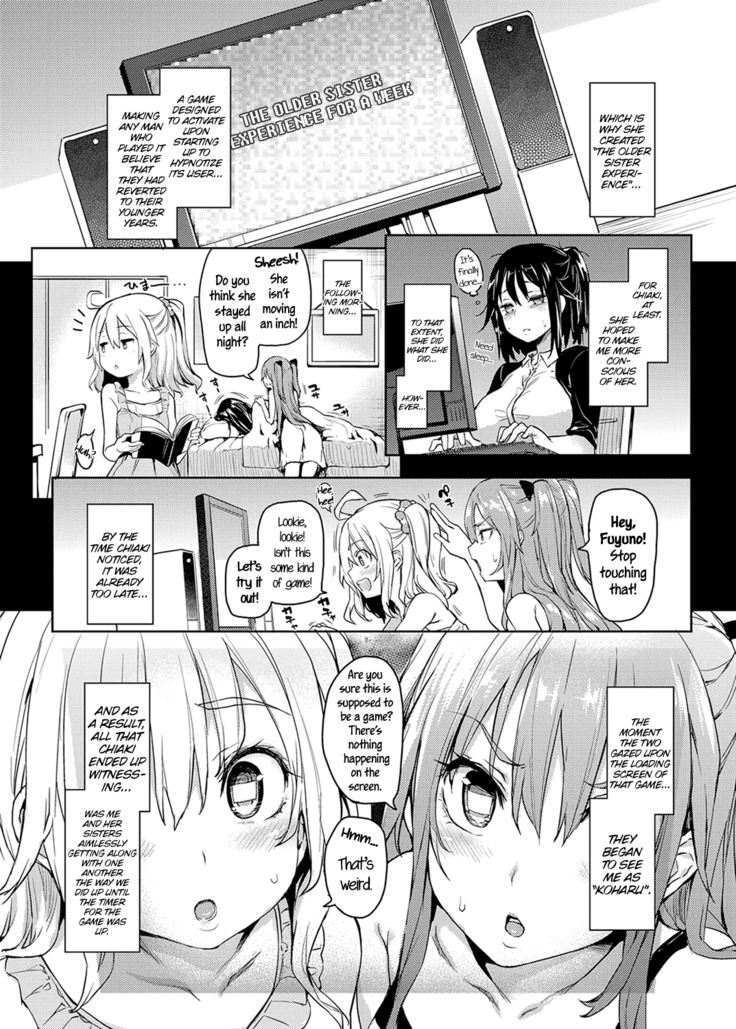 WHICH IS
WHY SHE
CREATED
"THE OLDER
SISTER
EXPERI-
ENCE"...
THE OLDER SISTER
EXPERIENCE FOR A WEEK
A GAME
DESIGNED
TO ACTIVATE
UPON
STARTING
UP TO
HYPNOTIZE
ITS USER...
MAKING
ANY MAN
WHO
PLAYED IT
BELIEVE
THAT
THEY HAD
REVERTED
TO THEIR
YOUNGER
YEARS.
FOR
CHIAKI,
AT
LEAST.
SHE
HOPED
TO MAKE
ME MORE
CONSCIOUS
OF HER.
It's
finally
done...
Need
sleep...
TO THAT
EXTENT,
SHE DID
WHAT SHE
DID...
HOW-
EVER...
THE
FOLLOW-
ING MOR-
NING...
Sheesh!
She
isn't
moving
an inch!
Do you
think she
stayed up
all
night?
ひまー…
Huh?
Hey,
Fuyuno!
Stop
touching
that!
Hee
hee!
Lookie,
lookie!
Isn't this
some kind
of game!
Let's
try it
out!
BY THE
TIME CHIAKI
NOTICED,
IT WAS
ALREADY
TOO LATE...
THE
MOMENT
THE TWO
GAZED UPON
THE LOADING
SCREEN OF
THAT GAME...
THEY
BEGAN
TO SEE
ME AS
"KOHARU".
Are you
sure this is
supposed to
be a game?
There's
nothing
happening
on the
screen.
Hmm...
That's
weird.
AND AS
A RESULT,
ALL THAT
CHIAKI
ENDED UP
WITNESS-
ING...
WAS ME
AND HER
SISTERS
AIMLESSLY
GETTING ALONG
WITH ONE
ANOTHER
THE WAY WE
DID UP UNTIL
THE TIMER
FOR THE
GAME WAS
UP.